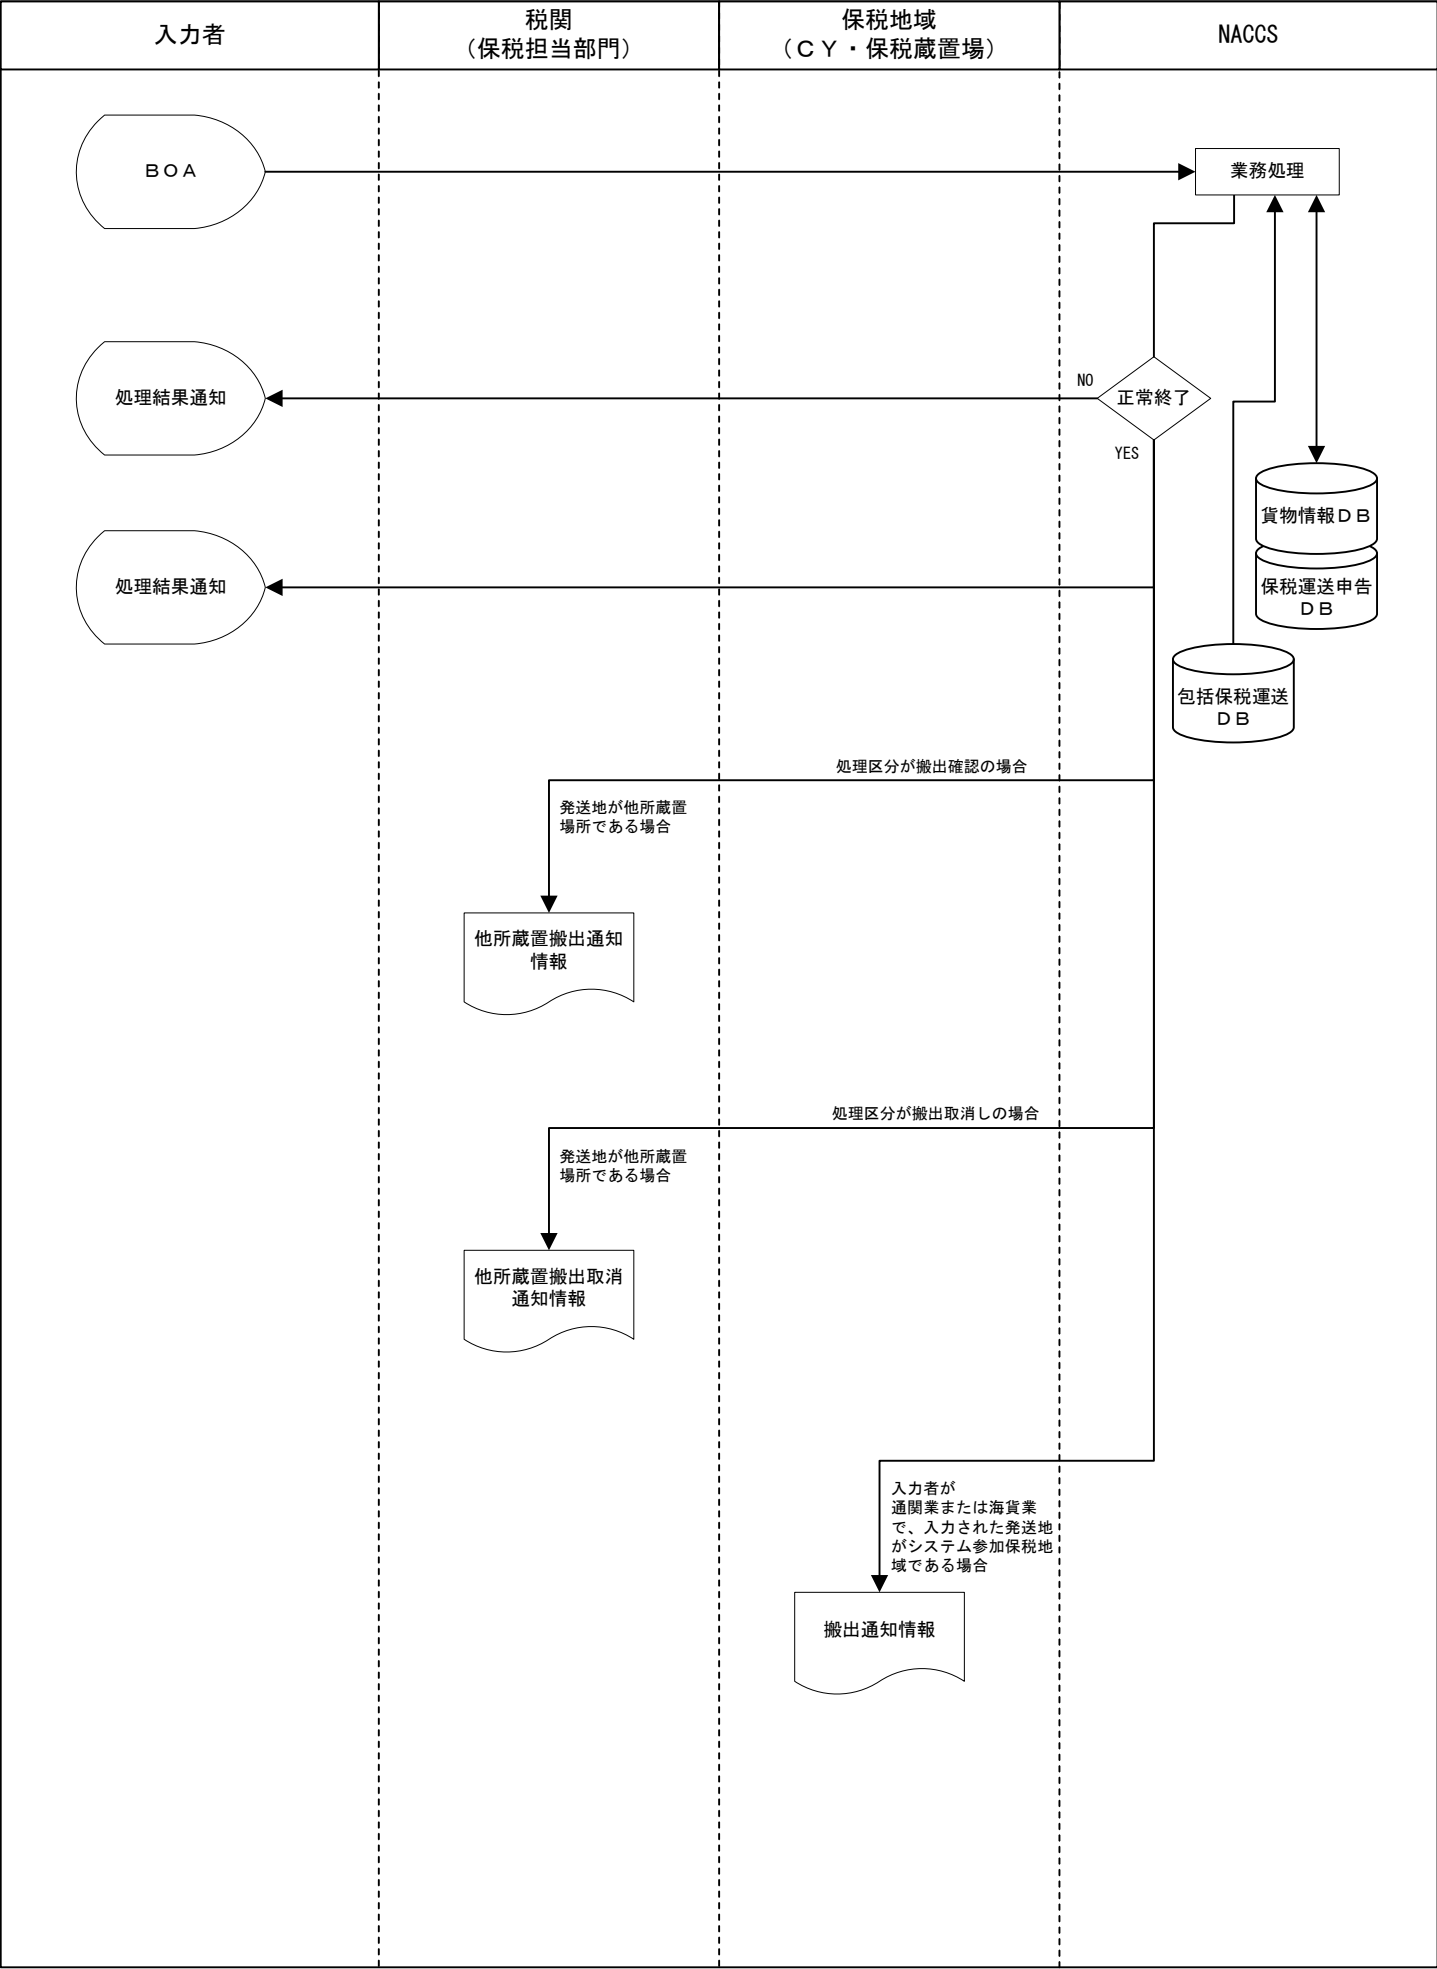 入力者
税関
（保税担当部門）
保税地域
（ＣＹ・保税蔵置場）
NACCS
ＢＯＡ
業務処理
処理結果通知
NO
正常終了
YES
貨物情報ＤＢ
処理結果通知
保税運送申告
ＤＢ
包括保税運送
ＤＢ
処理区分が搬出確認の場合
発送地が他所蔵置
場所である場合
他所蔵置搬出通知
情報
処理区分が搬出取消しの場合
発送地が他所蔵置
場所である場合
他所蔵置搬出取消
通知情報
入力者が
通関業または海貨業
で、入力された発送地
がシステム参加保税地
域である場合
搬出通知情報